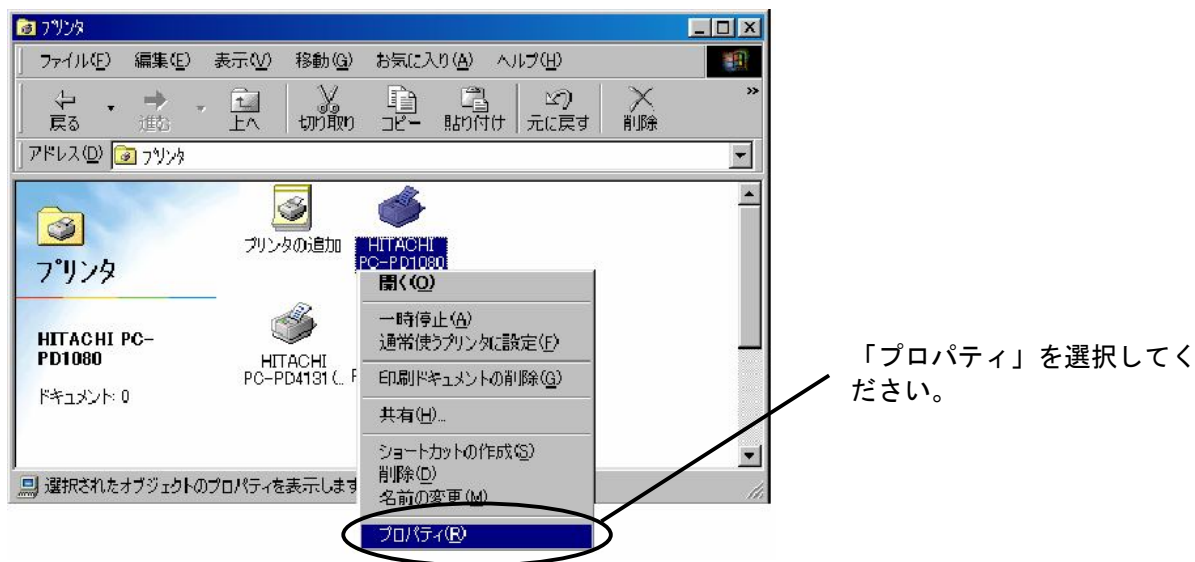 プリンタ
ファイル(F) 編集(E) 表示(V) 移動(G) お気に入り(A) ヘルプ(H)
戻る 進む 上へ 切り取り コピー 貼り付け 元に戻す 削除 »
アドレス(D) プリンタ
プリンタ
HITACHI PC-
PD1080
ドキュメント: 0
プリンタの追加
HITACHI
PC-PD1080
HITACHI
PC-PD4131 (...
開く(O)
一時停止(A)
通常使うプリンタに設定(F)
印刷ドキュメントの削除(G)
共有(H)...
ショートカットの作成(S)
削除(D)
名前の変更(M)
プロパティ(R)
選択されたオブジェクトのプロパティを表示します
「プロパティ」を選択してく
ださい。